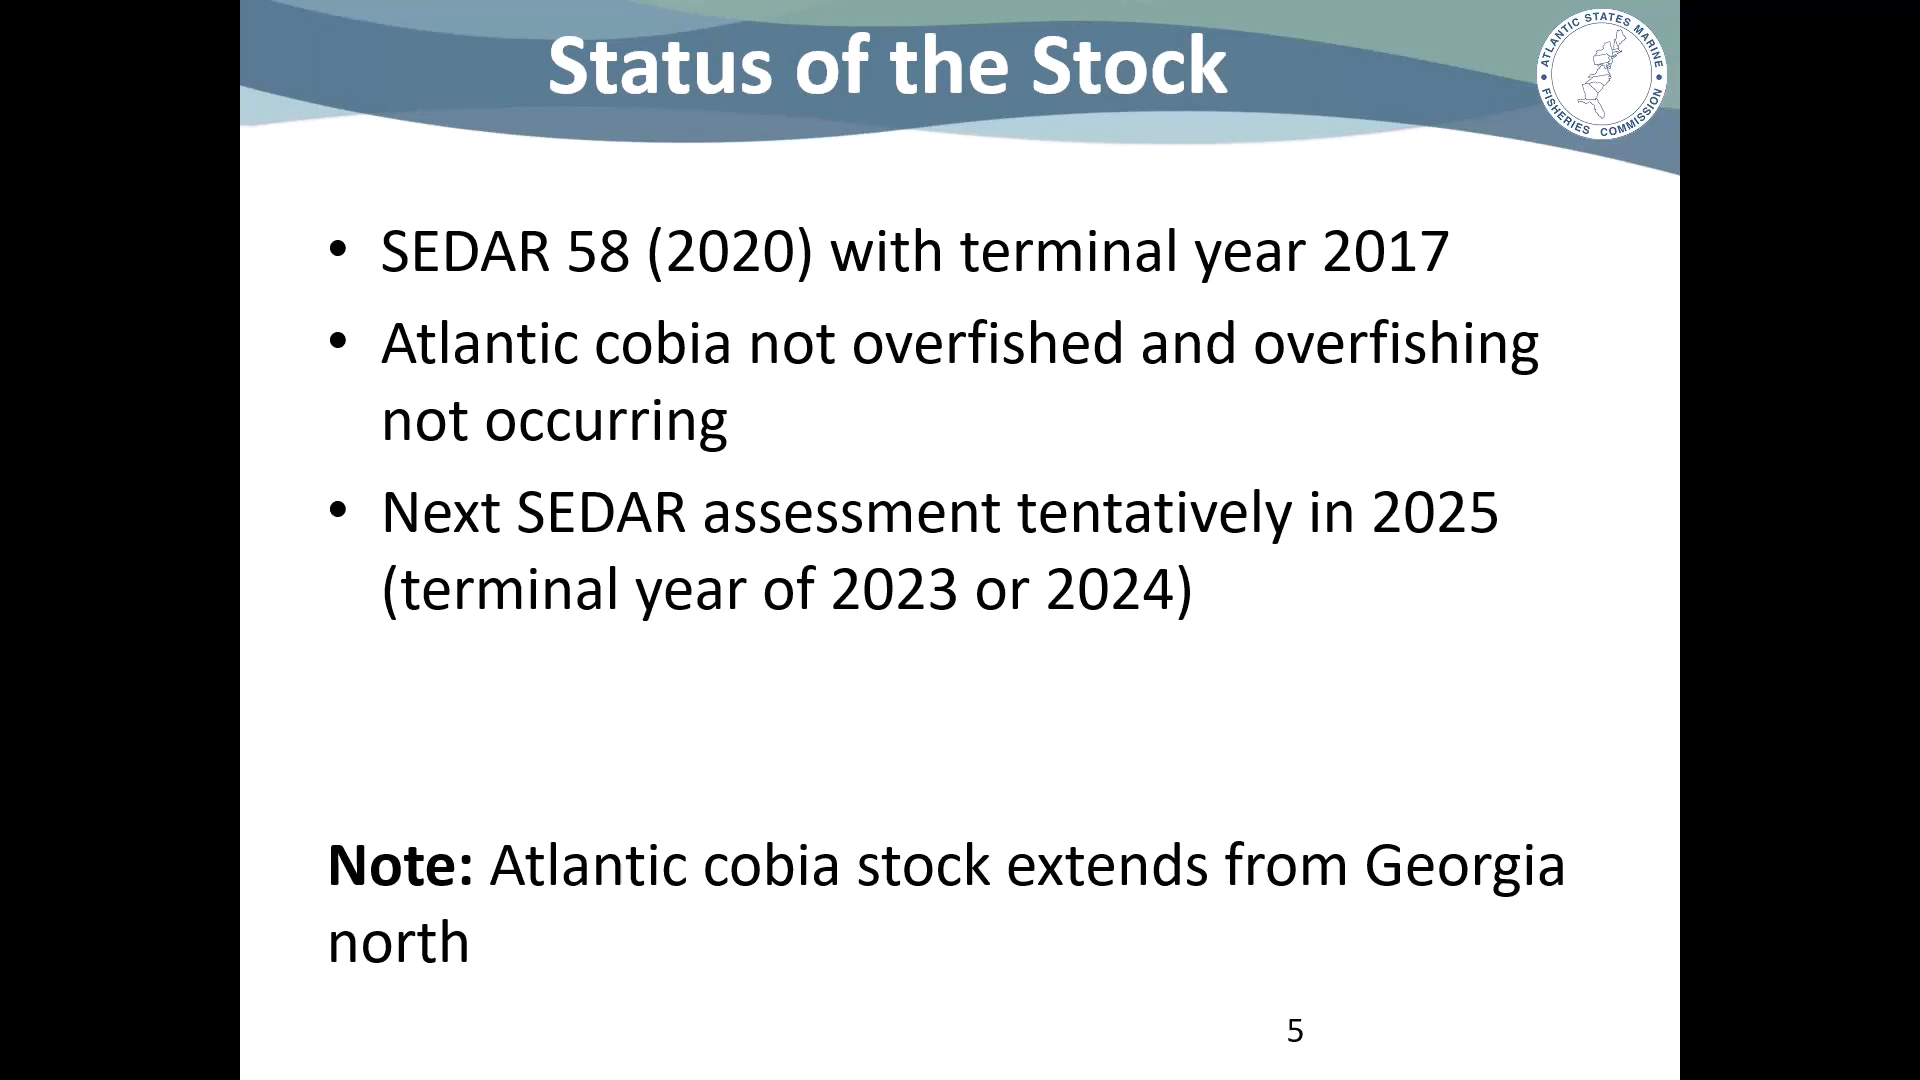 Status of the Stock
ATLANTIC STATES MARINE
FISHERIES COMMISSION
• SEDAR 58 (2020) with terminal year 2017
• Atlantic cobia not overfished and overfishing
not occurring
• Next SEDAR assessment tentatively in 2025
(terminal year of 2023 or 2024)
Note: Atlantic cobia stock extends from Georgia
north
5